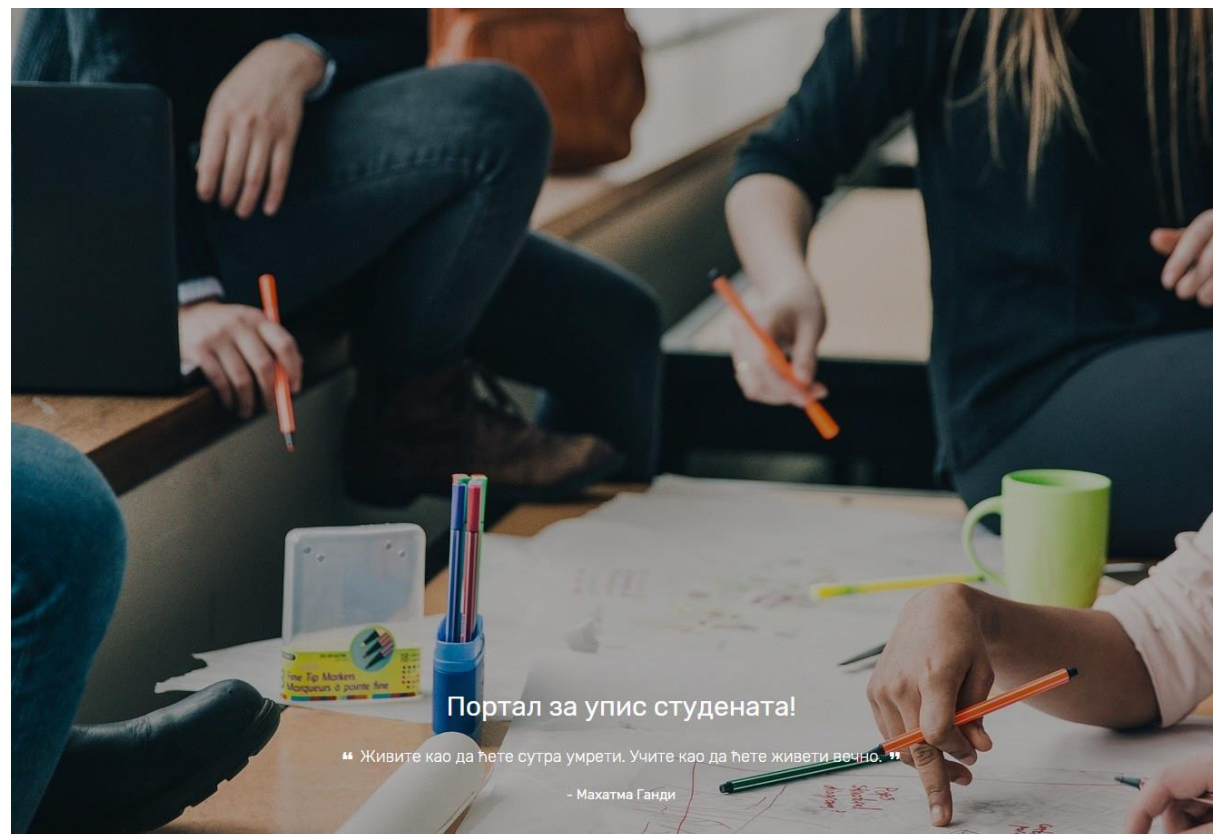 Fine Tip Markers
Marqueurs à pointe fine
Портал за упис студената!
❝ Живите као да ћете сутра умрети. Учите као да ћете живети вечно. ❞
- Махатма Ганди